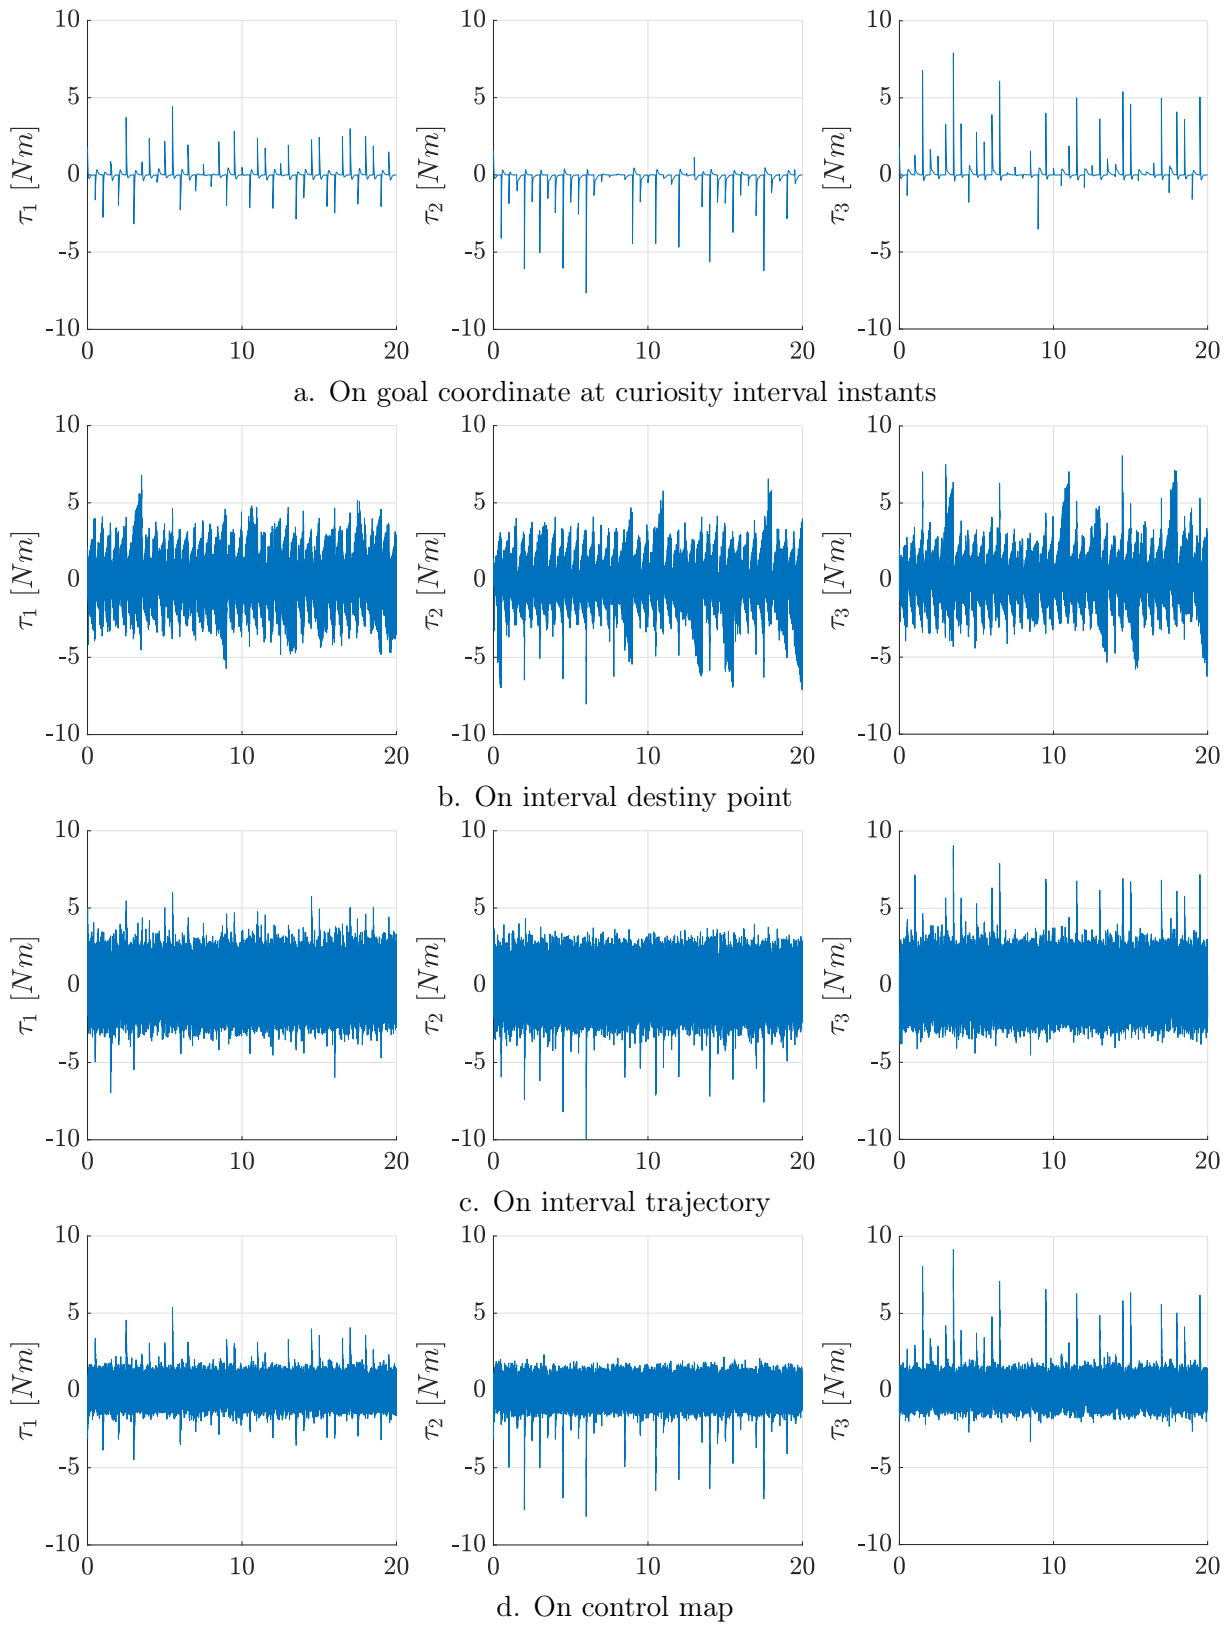 10 5 0 -5 -10 τ1 [Nm] 0 10 20
10 5 0 -5 -10 τ2 [Nm] 0 10 20
10 5 0 -5 -10 τ3 [Nm] 0 10 20
a. On goal coordinate at curiosity interval instants
10 5 0 -5 -10 τ1 [Nm] 0 10 20
10 5 0 -5 -10 τ2 [Nm] 0 10 20
10 5 0 -5 -10 τ3 [Nm] 0 10 20
b. On interval destiny point
10 5 0 -5 -10 τ1 [Nm] 0 10 20
10 5 0 -5 -10 τ2 [Nm] 0 10 20
10 5 0 -5 -10 τ3 [Nm] 0 10 20
c. On interval trajectory
10 5 0 -5 -10 τ1 [Nm] 0 10 20
10 5 0 -5 -10 τ2 [Nm] 0 10 20
10 5 0 -5 -10 τ3 [Nm] 0 10 20
d. On control map